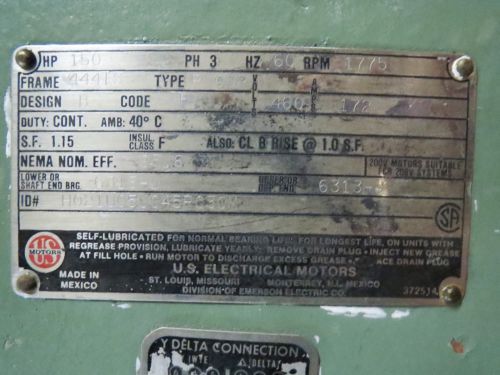 HP 150 PH 3 HZ 60 RPM 1775
FRAME TYPE VOLTS AMPS
DESIGN B CODE 460
DUTY: CONT. AMB: 40° C
S.F. 1.15 INSUL. CLASS F ALSO: CL B RISE @ 1.0 S.F.
NEMA NOM. EFF.
200V MOTORS SUITABLE
FOR 208V SYSTEMS
LOWER OR
SHAFT END BRG. OPP. END 6313-
ID#
SELF-LUBRICATED FOR NORMAL BEARING LIFE. FOR LONGEST LIFE, ON UNITS WITH
REGREASE PROVISION, LUBRICATE YEARLY: REMOVE DRAIN PLUG • INJECT NEW GREASE
AT FILL HOLE • RUN MOTOR TO DISCHARGE EXCESS GREASE • ACE DRAIN PLUG
US
MOTORS
MADE IN
MEXICO
U.S. ELECTRICAL MOTORS
ST. LOUIS, MISSOURI MONTERREY, N.L. MEXICO
DIVISION OF EMERSON ELECTRIC CO.
372514
SA
Y DELTA CONNECTION
Y WYE Δ DELTA